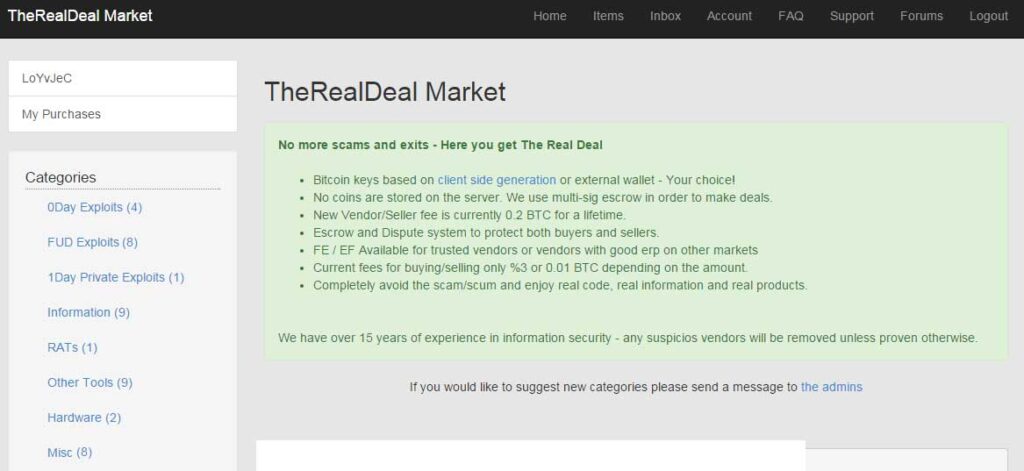 TheRealDeal Market
Home Items Inbox Account FAQ Support Forums Logout
LoYvJeC
My Purchases
Categories
0Day Exploits (4)
FUD Exploits (8)
1Day Private Exploits (1)
Information (9)
RATs (1)
Other Tools (9)
Hardware (2)
Misc (8)
TheRealDeal Market
No more scams and exits - Here you get The Real Deal
Bitcoin keys based on client side generation or external wallet - Your choice!
No coins are stored on the server. We use multi-sig escrow in order to make deals.
New Vendor/Seller fee is currently 0.2 BTC for a lifetime.
Escrow and Dispute system to protect both buyers and sellers.
FE / EF Available for trusted vendors or vendors with good erp on other markets
Current fees for buying/selling only %3 or 0.01 BTC depending on the amount.
Completely avoid the scam/scum and enjoy real code, real information and real products.
We have over 15 years of experience in information security - any suspicios vendors will be removed unless proven otherwise.
If you would like to suggest new categories please send a message to the admins